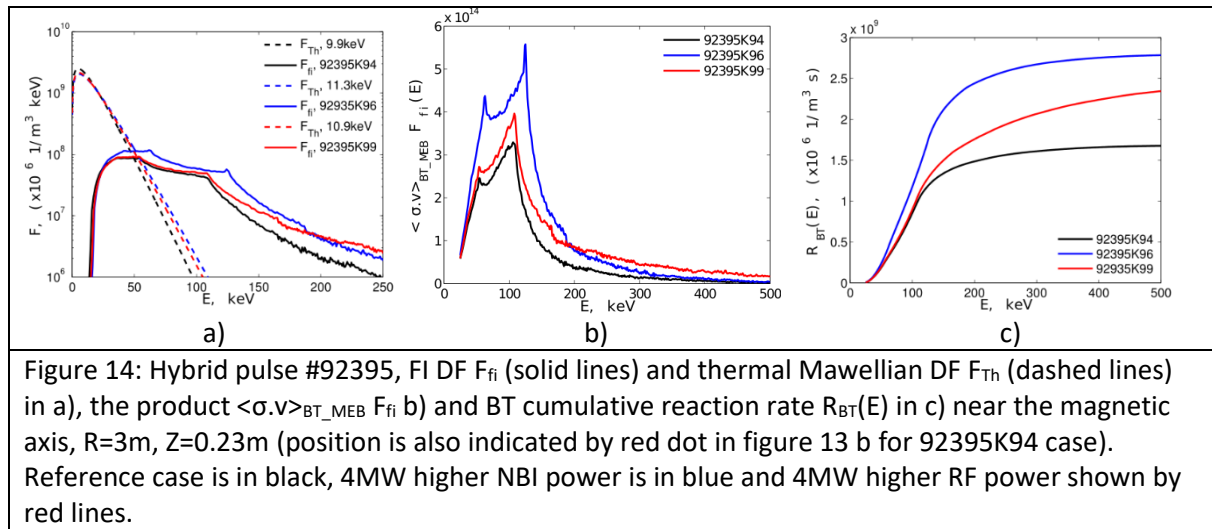 10^10
10^9
10^8
10^7
10^6
F, (x10^6 1/m^3 keV)
0 50 100 150 200 250
E, keV
F_Th, 9.9keV
F_fi, 92395K94
F_Th, 11.3keV
F_fi, 92935K96
F_Th, 10.9keV
F_fi, 92395K99
a)
x 10^14
6
4
2
0
< σ.v>_BT_MEB F_fi (E)
0 100 200 300 400 500
E, keV
92395K94
92395K96
92395K99
b)
x 10^9
3
2.5
2
1.5
1
0.5
0
R_BT(E), (x10^6 1/m^3 s)
0 100 200 300 400 500
E, keV
92395K94
92395K96
92935K99
c)
Figure 14: Hybrid pulse #92395, FI DF F_fi (solid lines) and thermal Mawellian DF F_Th (dashed lines)
in a), the product <σ.v>_BT_MEB F_fi b) and BT cumulative reaction rate R_BT(E) in c) near the magnetic
axis, R=3m, Z=0.23m (position is also indicated by red dot in figure 13 b for 92395K94 case).
Reference case is in black, 4MW higher NBI power is in blue and 4MW higher RF power shown by
red lines.